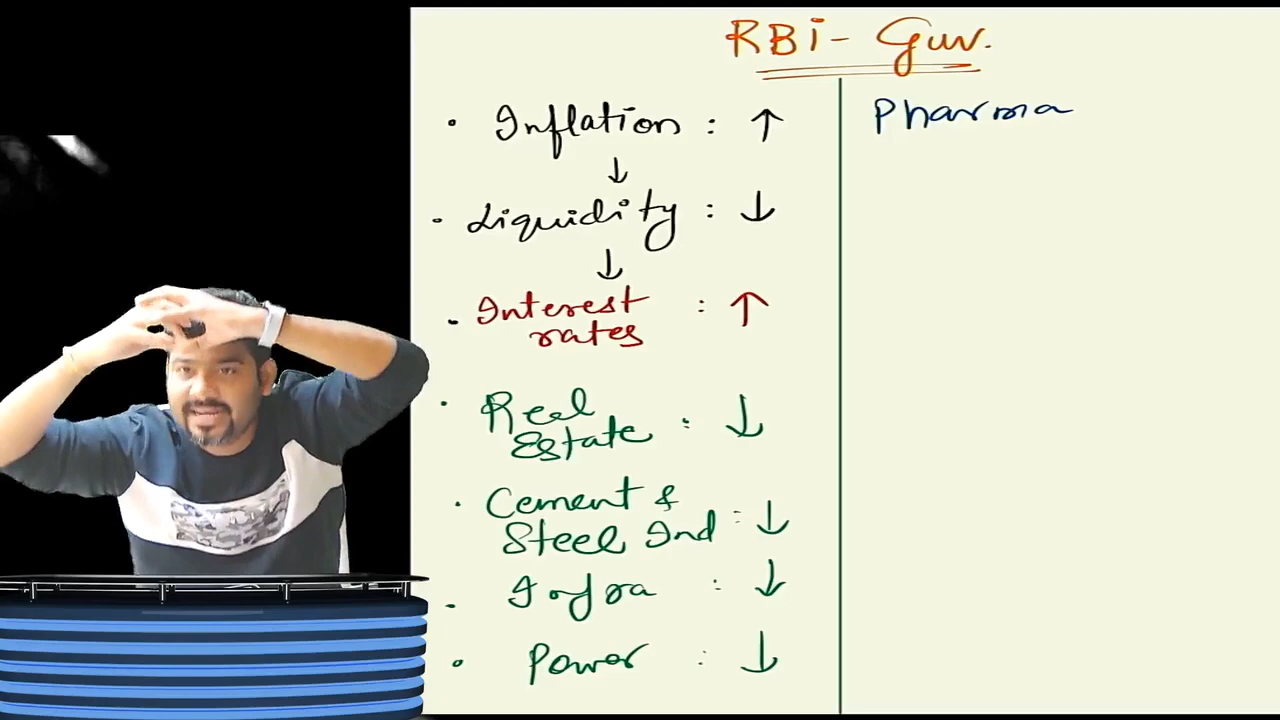 RBi - Guv.
• Inflation : ↑
↓
• Liquidity : ↓
↓
• Interest rates : ↑
• Real Estate : ↓
• Cement & Steel Ind : ↓
• Infra : ↓
• Power : ↓
Pharma